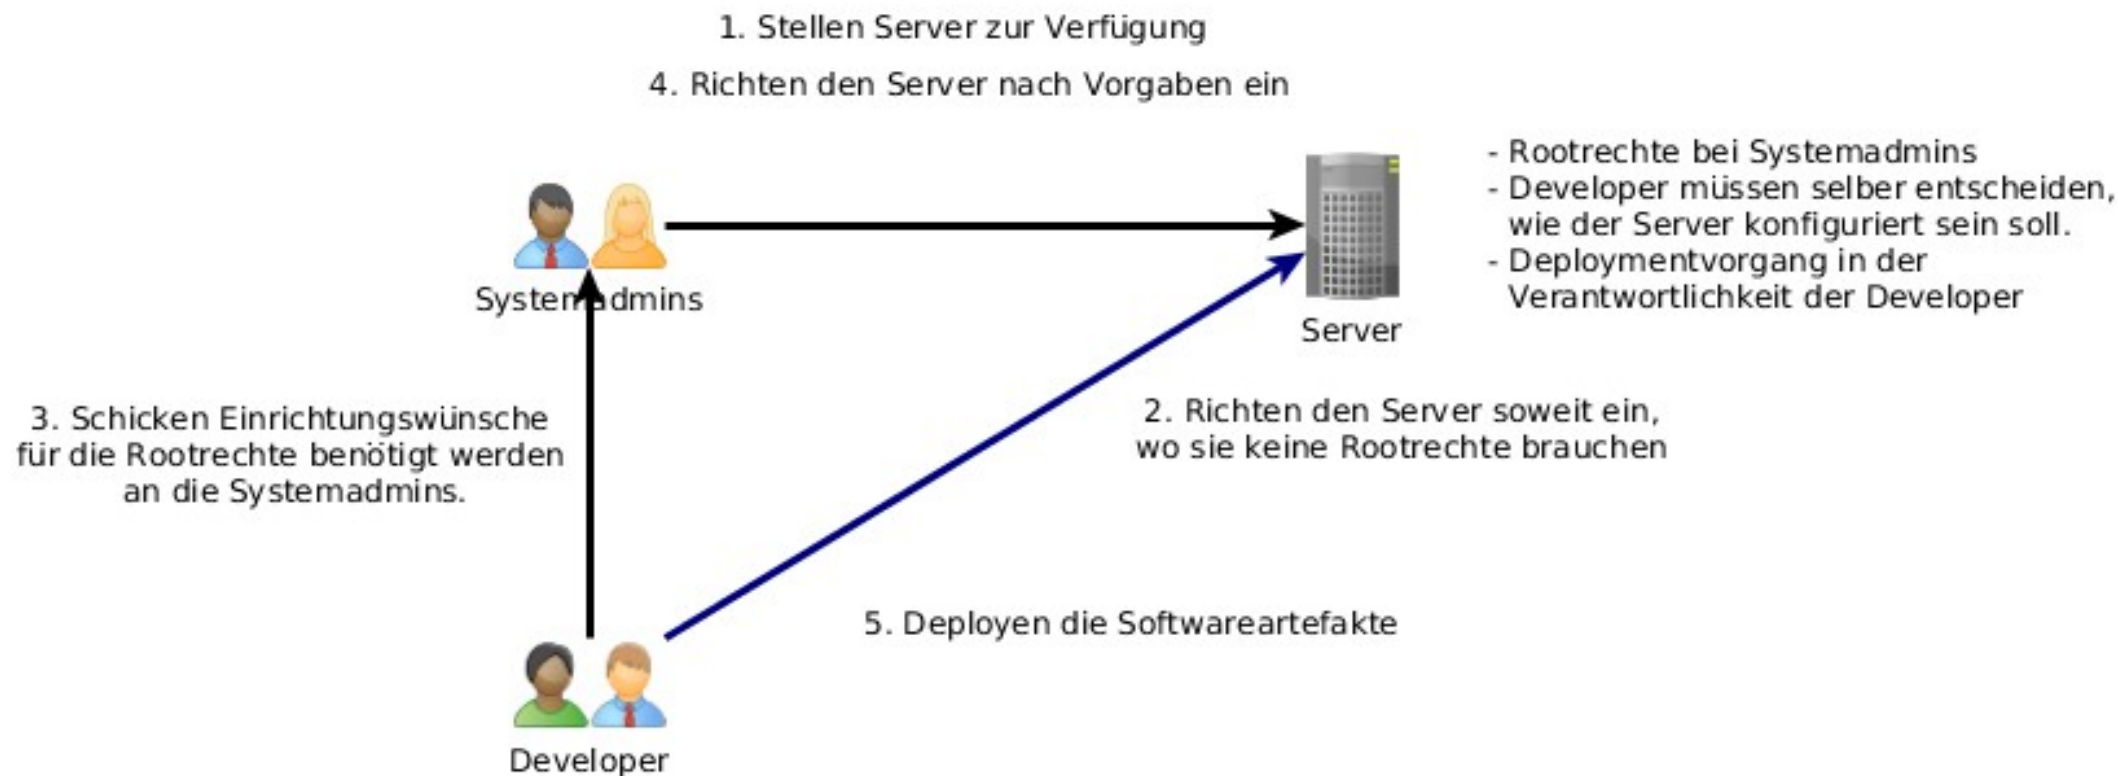 1. Stellen Server zur Verfügung
4. Richten den Server nach Vorgaben ein
- Rootrechte bei Systemadmins
- Developer müssen selber entscheiden,
wie der Server konfiguriert sein soll.
- Deploymentvorgang in der
Verantwortlichkeit der Developer
Systemadmins
Server
3. Schicken Einrichtungswünsche
für die Rootrechte benötigt werden
an die Systemadmins.
2. Richten den Server soweit ein,
wo sie keine Rootrechte brauchen
5. Deployen die Softwareartefakte
Developer